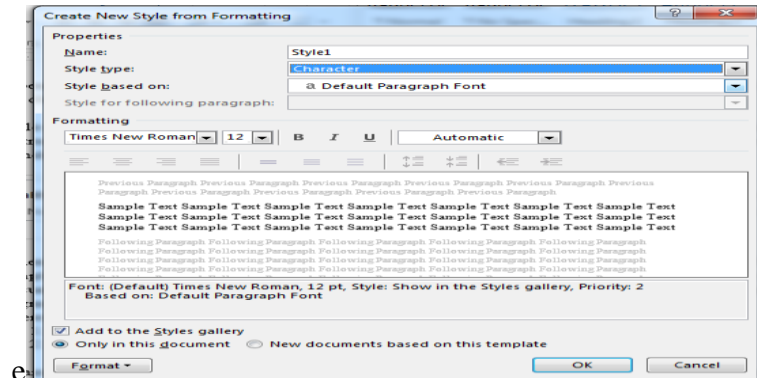 Create New Style from Formatting
Properties
Name: Style1
Style type: Character
Style based on: a Default Paragraph Font
Style for following paragraph:
Formatting
Times New Roman 12 B I U Automatic
Previous Paragraph Previous Paragraph Previous Paragraph Previous Paragraph Previous Paragraph Previous
Paragraph Previous Paragraph Previous Paragraph Previous Paragraph Previous Paragraph
Sample Text Sample Text Sample Text Sample Text Sample Text Sample Text Sample Text
Sample Text Sample Text Sample Text Sample Text Sample Text Sample Text Sample Text
Sample Text Sample Text Sample Text Sample Text Sample Text Sample Text Sample Text
Following Paragraph Following Paragraph Following Paragraph Following Paragraph Following Paragraph
Following Paragraph Following Paragraph Following Paragraph Following Paragraph Following Paragraph
Following Paragraph Following Paragraph Following Paragraph Following Paragraph Following Paragraph
Font: (Default) Times New Roman, 12 pt, Style: Show in the Styles gallery, Priority: 2
Based on: Default Paragraph Font
Add to the Styles gallery
Only in this document New documents based on this template
e Format OK Cancel